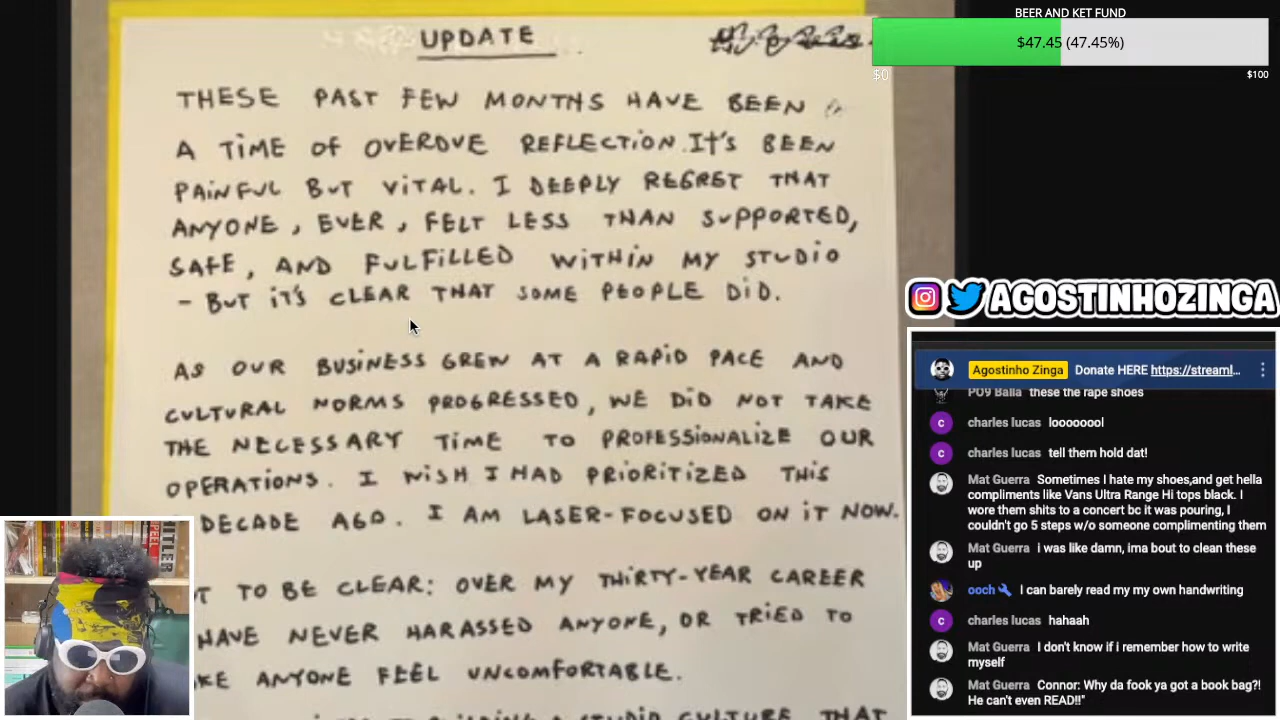 UPDATE
THESE PAST FEW MONTHS HAVE BEEN
A TIME OF OVERDUE REFLECTION. IT'S BEEN
PAINFUL BUT VITAL. I DEEPLY REGRET THAT
ANYONE, EVER, FELT LESS THAN SUPPORTED,
SAFE, AND FULFILLED WITHIN MY STUDIO
- BUT IT'S CLEAR THAT SOME PEOPLE DID.
AS OUR BUSINESS GREW AT A RAPID PACE AND
CULTURAL NORMS PROGRESSED, WE DID NOT TAKE
THE NECESSARY TIME TO PROFESSIONALIZE OUR
OPERATIONS. I WISH I HAD PRIORITIZED THIS
DECADE AGO. I AM LASER-FOCUSED ON IT NOW.
TO BE CLEAR: OVER MY THIRTY-YEAR CAREER
HAVE NEVER HARASSED ANYONE, OR TRIED TO
KE ANYONE FEEL UNCOMFORTABLE.
A STUDIO CULTURE THAT
BEER AND KET FUND
$47.45 (47.45%)
$0
$100
AGOSTINHOZINGA
Agostinho Zinga Donate HERE https://streaml...
PO9 Balla these the rape shoes
charles lucas looooooo!
charles lucas tell them hold dat!
Mat Guerra Sometimes I hate my shoes,and get hella
compliments like Vans Ultra Range Hi tops black. I
wore them shits to a concert bc it was pouring, I
couldn't go 5 steps w/o someone complimenting them
Mat Guerra i was like damn, ima bout to clean these
up
ooch I can barely read my my own handwriting
charles lucas hahaah
Mat Guerra I don't know if i remember how to write
myself
Mat Guerra Connor: Why da fook ya got a book bag?!
He can't even READ!!"